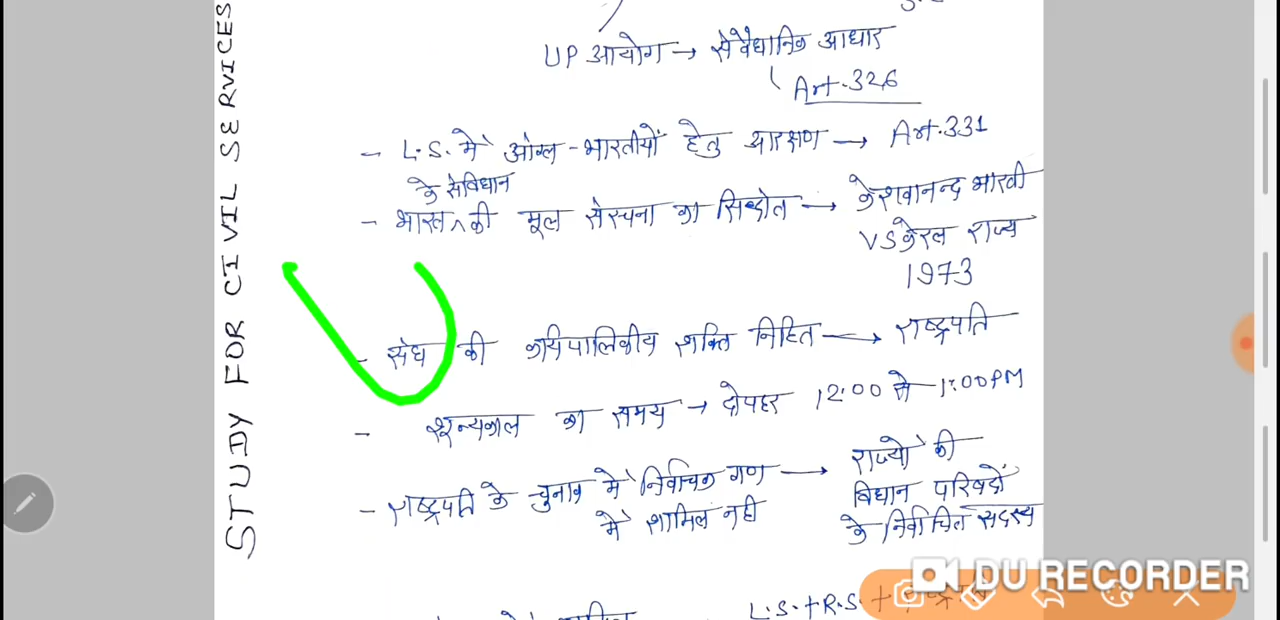 STUDY FOR CIVIL SERVICES
UP आयोग → संवैधानिक आधार
Art.326
- L.S. में आंग्ल-भारतीयों हेतु आरक्षण → Art.331
के संविधान
- भारत ^ की मूल संरचना का सिद्धांत → केशवानन्द भारती
VS केरल राज्य
1973
- संघ की कार्यपालिकीय शक्ति निहित → राष्ट्रपति
- शून्यकाल का समय → दोपहर 12:00 से 1:00PM
- राष्ट्रपति के चुनाव में निर्वाचक गण → राज्यों की
में शामिल नहीं विधान परिषदों
के निर्वाचित सदस्य
DU RECORDER
L.S.+R.S.+